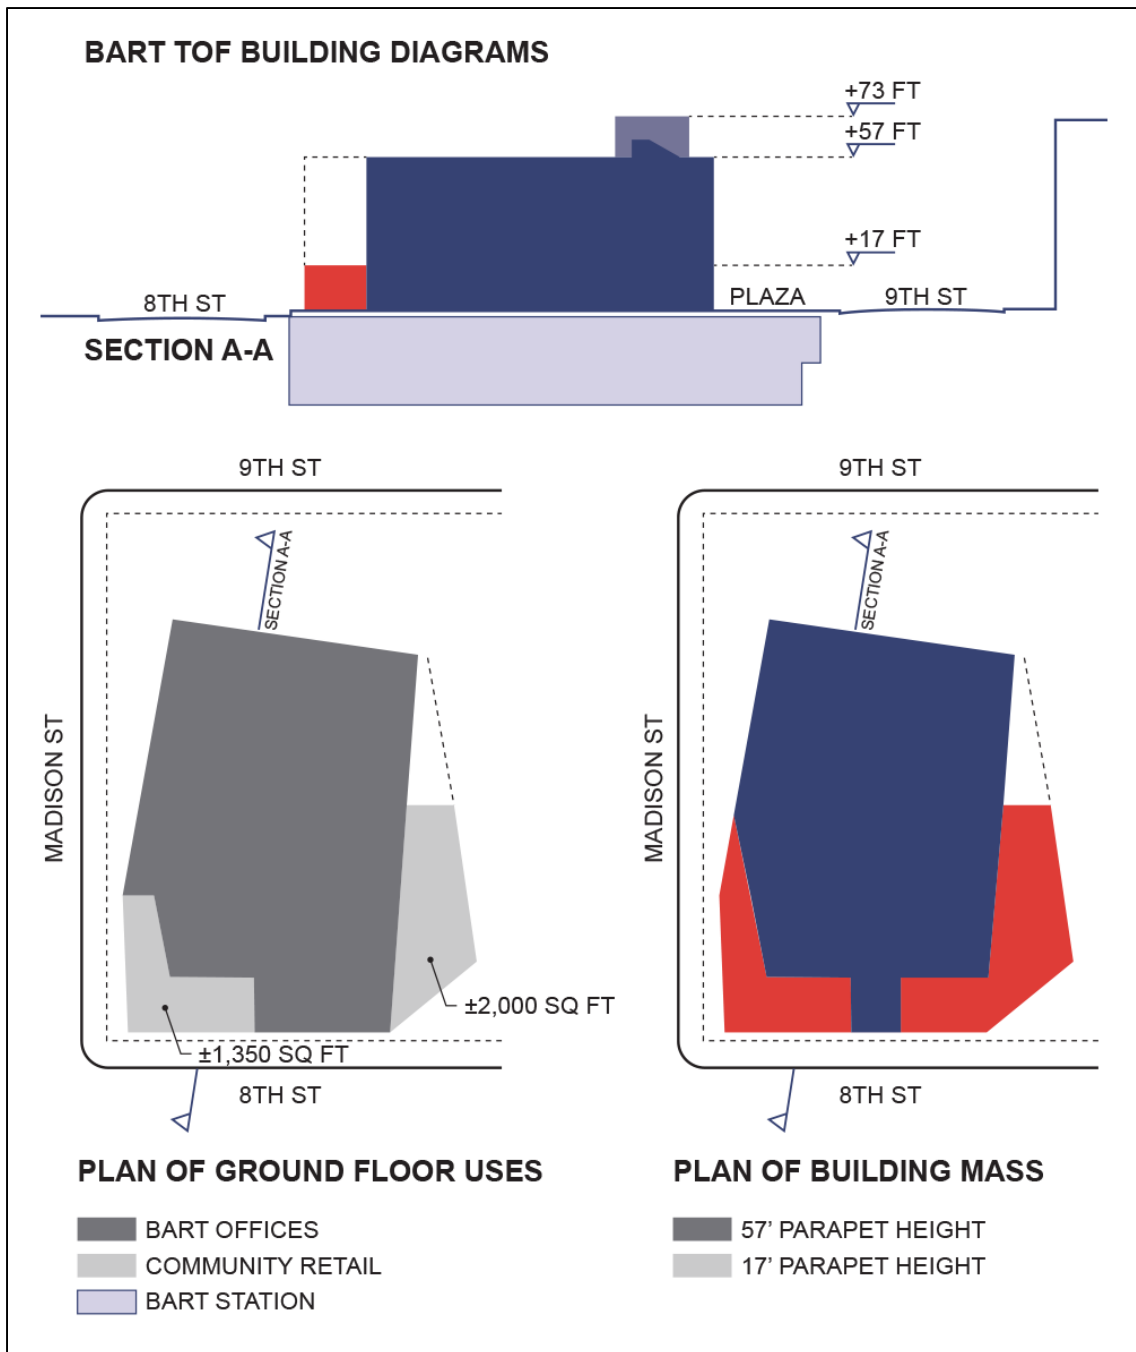 BART TOF BUILDING DIAGRAMS
+73 FT
+57 FT
+17 FT
8TH ST
PLAZA
9TH ST
SECTION A-A
9TH ST
SECTION A-A
MADISON ST
±2,000 SQ FT
±1,350 SQ FT
8TH ST
9TH ST
SECTION A-A
MADISON ST
8TH ST
PLAN OF GROUND FLOOR USES
BART OFFICES
COMMUNITY RETAIL
BART STATION
PLAN OF BUILDING MASS
57’ PARAPET HEIGHT
17’ PARAPET HEIGHT